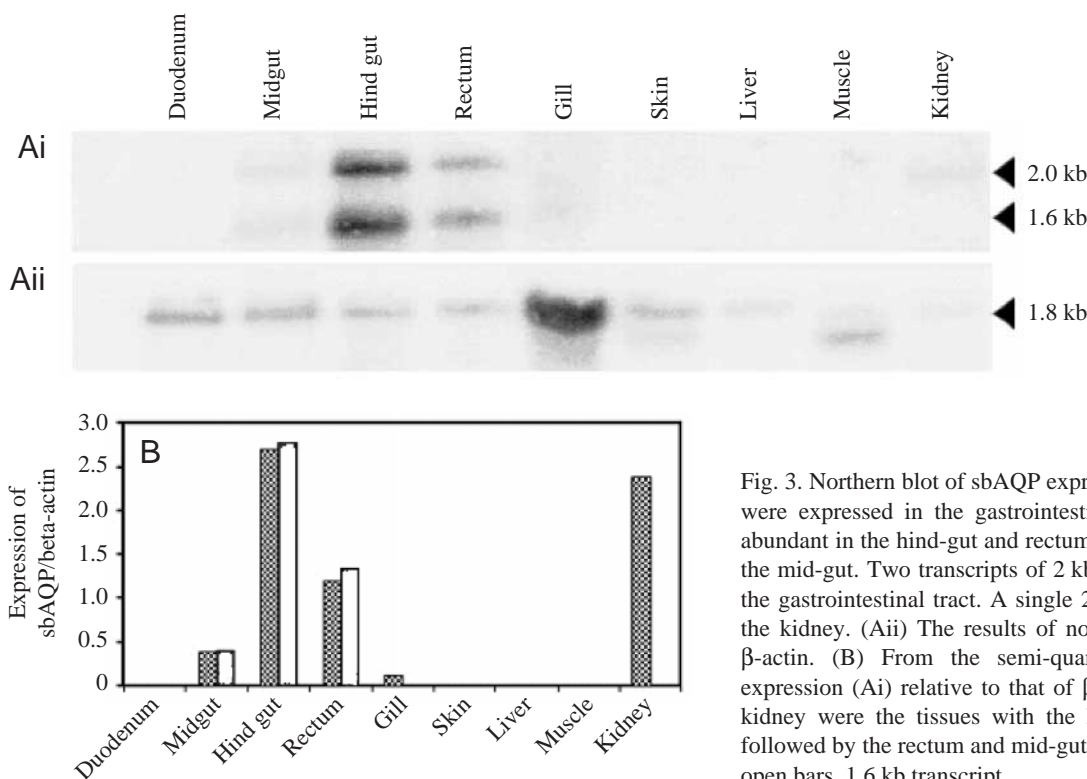 Duodenum Midgut Hind gut Rectum Gill Skin Liver Muscle Kidney
Ai
2.0 kb
1.6 kb
Aii
1.8 kb
B
Expression of
sbAQP/beta-actin
3.0
2.5
2.0
1.5
1.0
0.5
0
Duodenum Midgut Hind gut Rectum Gill Skin Liver Muscle Kidney
Fig. 3. Northern blot of sbAQP expr
were expressed in the gastrointesti
abundant in the hind-gut and rectum
the mid-gut. Two transcripts of 2 kb
the gastrointestinal tract. A single 2
the kidney. (Aii) The results of no
β-actin. (B) From the semi-quan
expression (Ai) relative to that of β
kidney were the tissues with the
followed by the rectum and mid-gut
open bars, 1.6 kb transcript